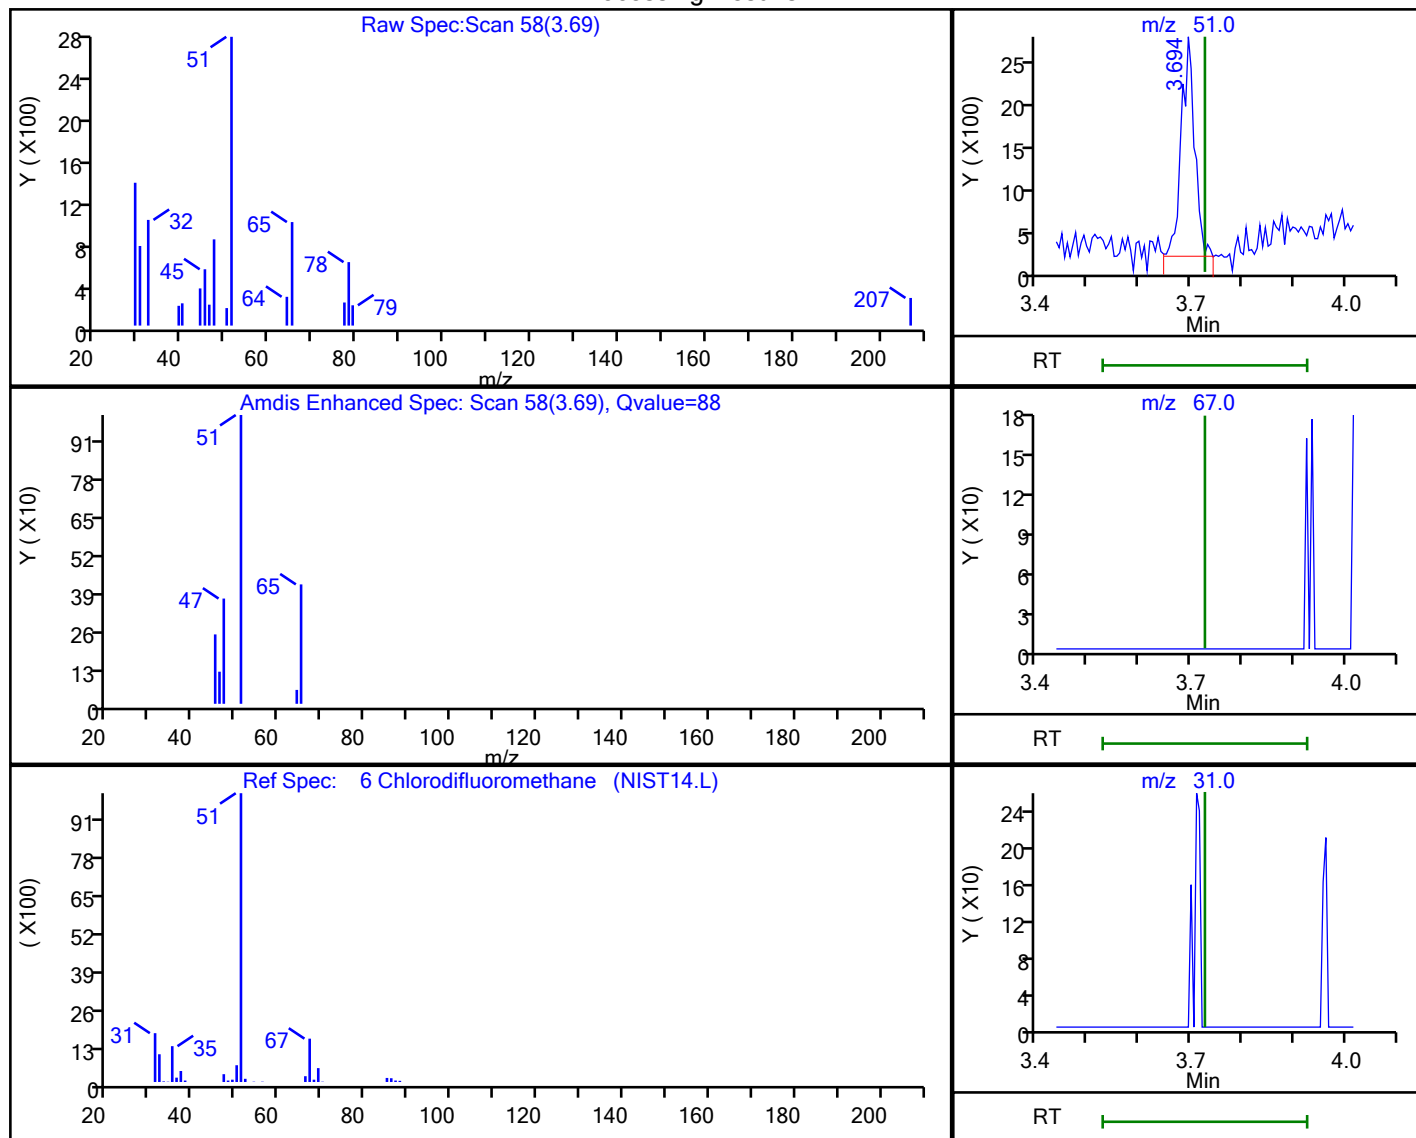 Raw Spec:Scan 58(3.69)
28
24
20
16
12
8
4
0
Y ( X100)
51
32
65
78
45
64
79
207
20 40 60 80 100 120 140 160 180 200
m/z
m/z 51.0
25
20
15
10
5
0
Y ( X100)
3.694
3.4 3.7 4.0
Min
RT
Amdis Enhanced Spec: Scan 58(3.69), Qvalue=88
91
78
65
52
39
26
13
0
Y ( X10)
51
47
65
20 40 60 80 100 120 140 160 180 200
m/z
m/z 67.0
18
15
12
9
6
3
0
Y ( X10)
3.4 3.7 4.0
Min
RT
Ref Spec: 6 Chlorodifluoromethane (NIST14.L)
91
78
65
52
39
26
13
0
( X100)
51
31
35
67
20 40 60 80 100 120 140 160 180 200
m/z 31.0
24
20
16
12
8
4
0
Y ( X10)
3.4 3.7 4.0
Min
RT